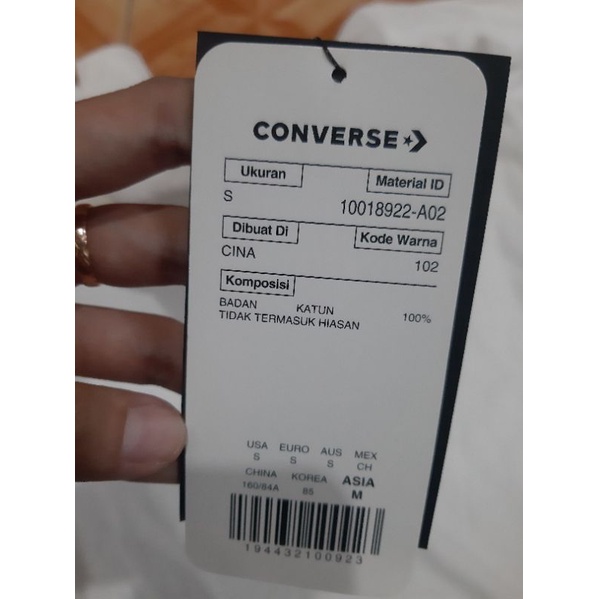 CONVERSE
Ukuran Material ID
S 10018922-A02
Dibuat Di Kode Warna
CINA 102
Komposisi
BADAN KATUN 100%
TIDAK TERMASUK HIASAN
USA EURO AUS MEX
S S S CH
CHINA KOREA ASIA
160/84A 85 M
194432100923